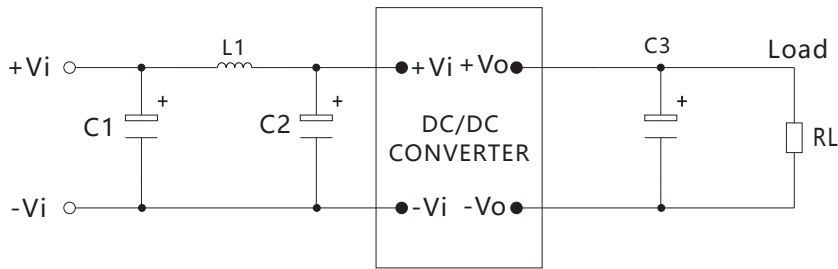 L1
C3
Load
+Vi
+Vi
+Vo
+
+
+
C1
C2
DC/DC
CONVERTER
RL
-Vi
-Vi
-Vo